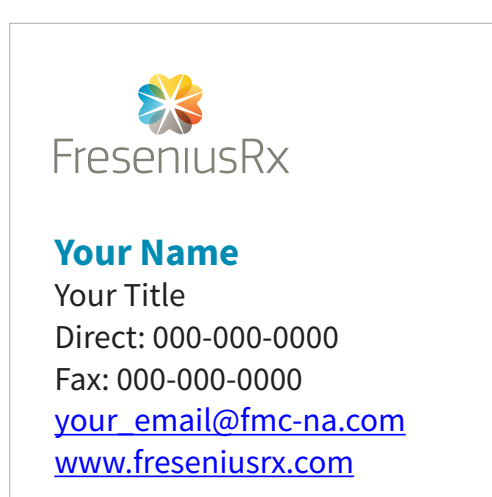 FreseniusRx
Your Name
Your Title
Direct: 000-000-0000
Fax: 000-000-0000
your_email@fmc-na.com
www.freseniusrx.com